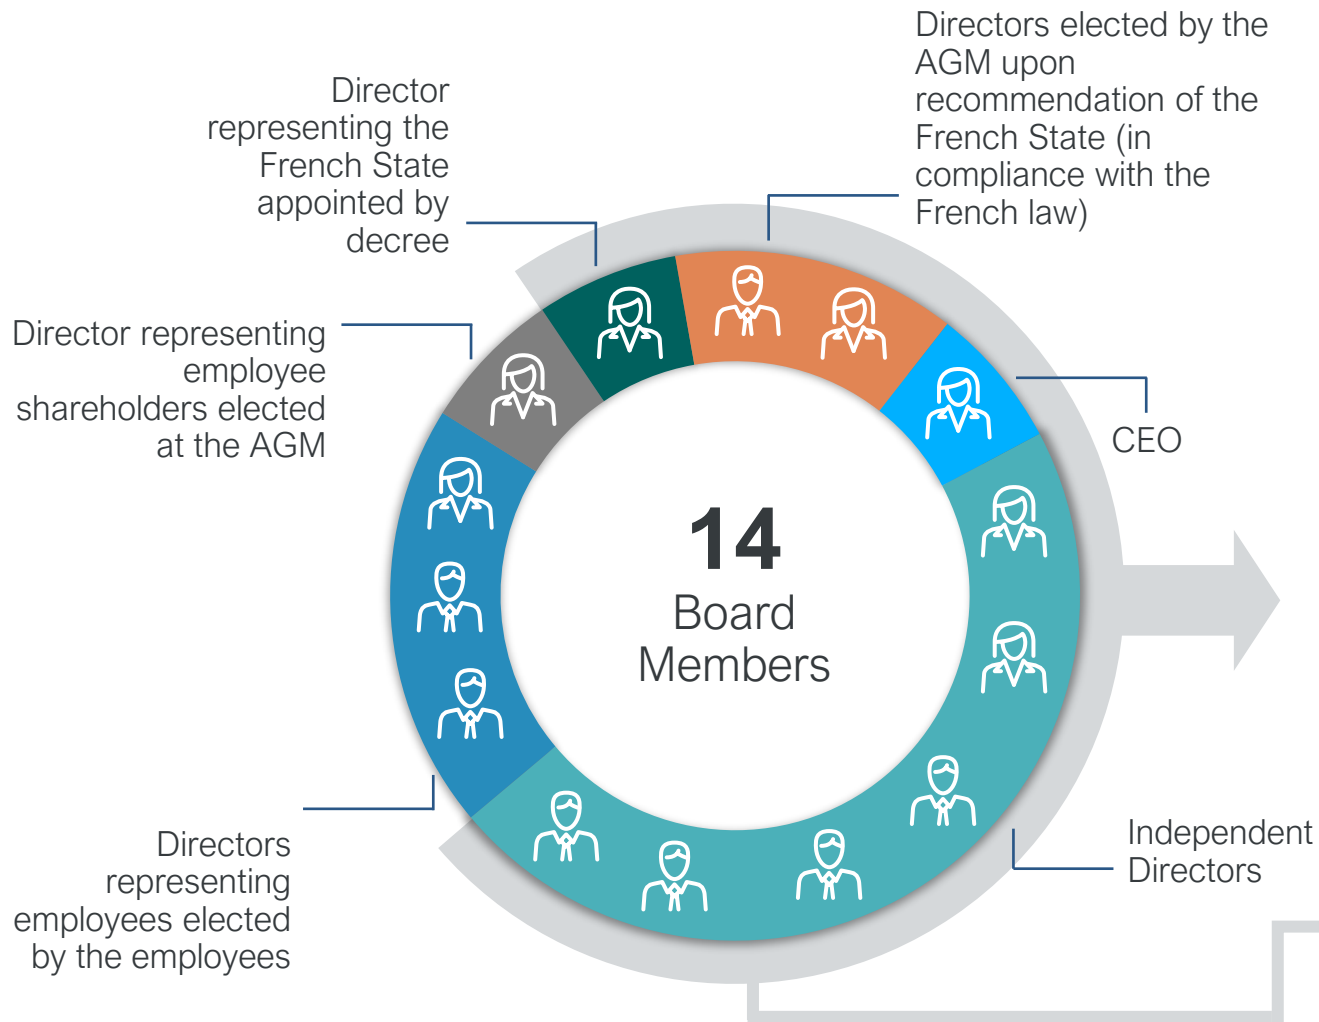 Directors elected by the
AGM upon
recommendation of the
French State (in
compliance with the
French law)
Director
representing the
French State
appointed by
decree
Director representing
employee
shareholders elected
at the AGM
CEO
14
Board
Members
Independent
Directors
Directors
representing
employees elected
by the employees